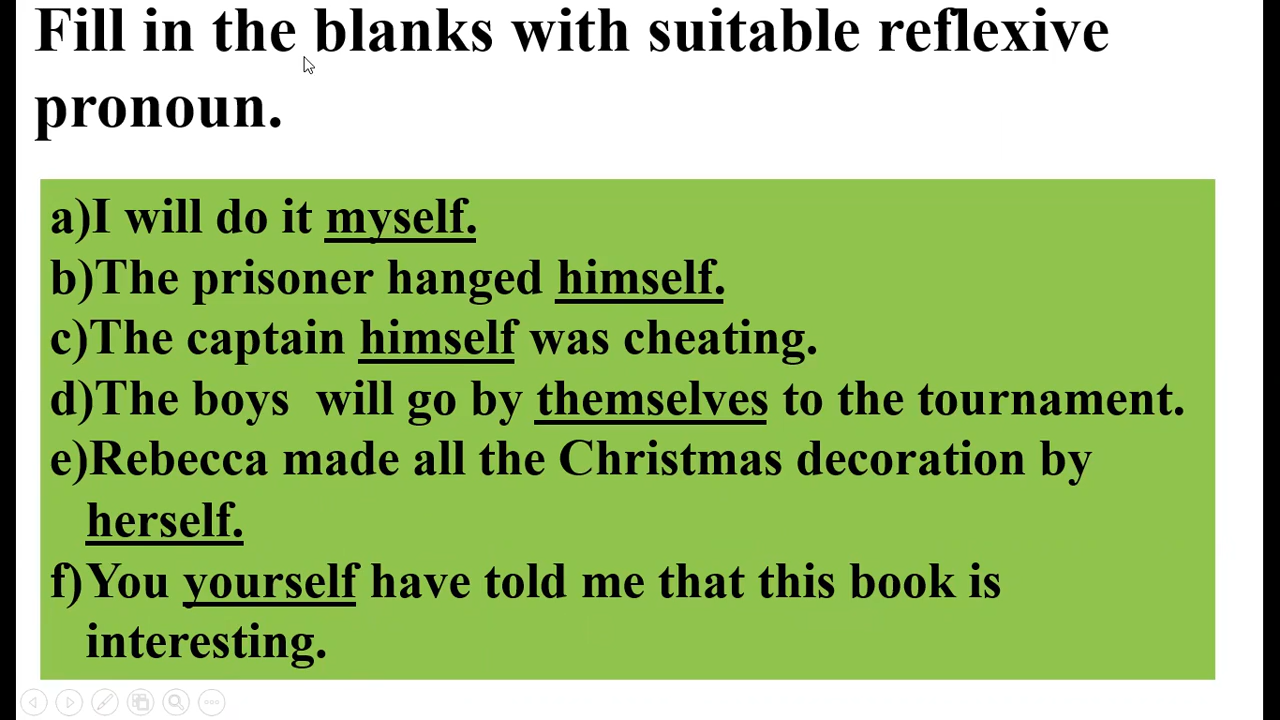 Fill in the blanks with suitable reflexive
pronoun.
a)I will do it myself.
b)The prisoner hanged himself.
c)The captain himself was cheating.
d)The boys  will go by themselves to the tournament.
e)Rebecca made all the Christmas decoration by
herself.
f)You yourself have told me that this book is
interesting.